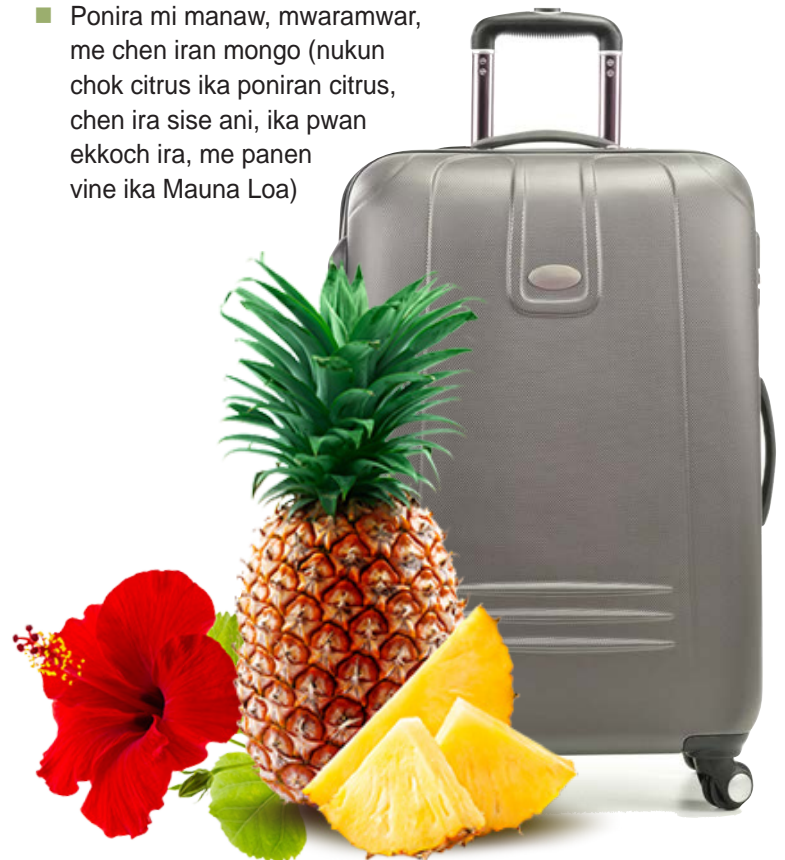 ■ Ponira mi manaw, mwaramwar,
me chen iran mongo (nukun
chok citrus ika poniran citrus,
chen ira sise ani, ika pwan
ekkoch ira, me panen
vine ika Mauna Loa)